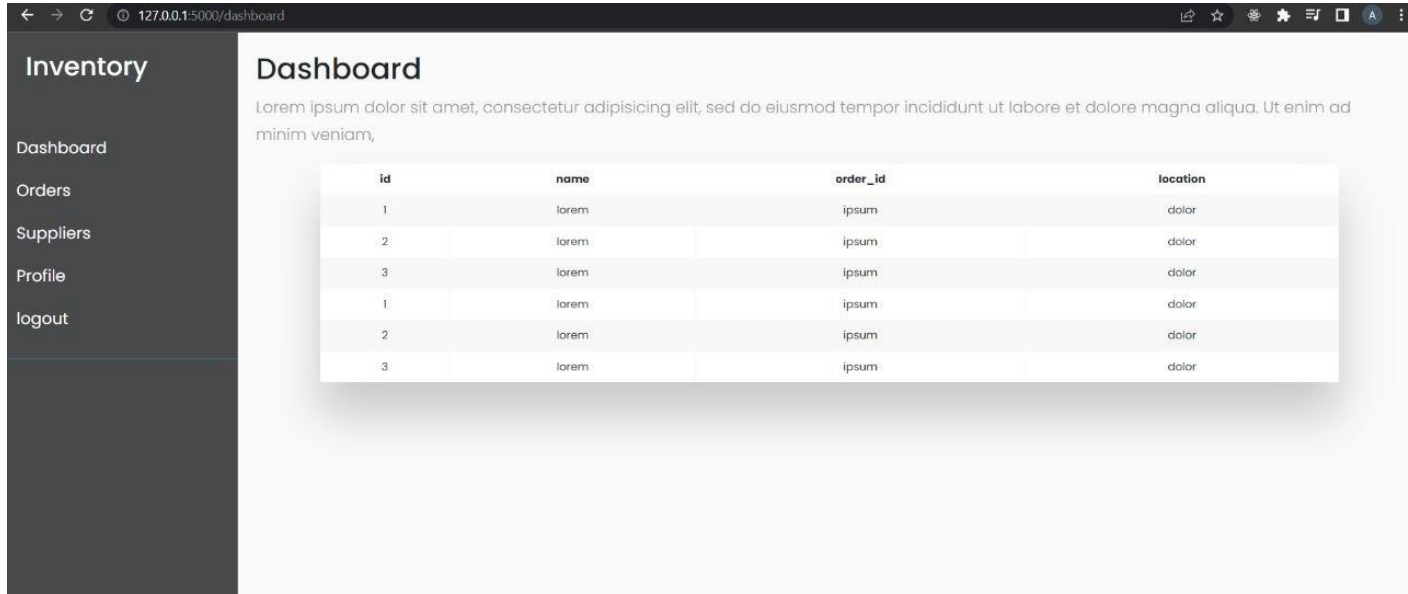 127.0.0.1:5000/dashboard
A
Inventory
Dashboard
Orders
Suppliers
Profile
logout
Dashboard
Lorem ipsum dolor sit amet, consectetur adipisicing elit, sed do eiusmod tempor incididunt ut labore et dolore magna aliqua. Ut enim ad
minim veniam,
id name order_id location
1 lorem ipsum dolor
2 lorem ipsum dolor
3 lorem ipsum dolor
1 lorem ipsum dolor
2 lorem ipsum dolor
3 lorem ipsum dolor